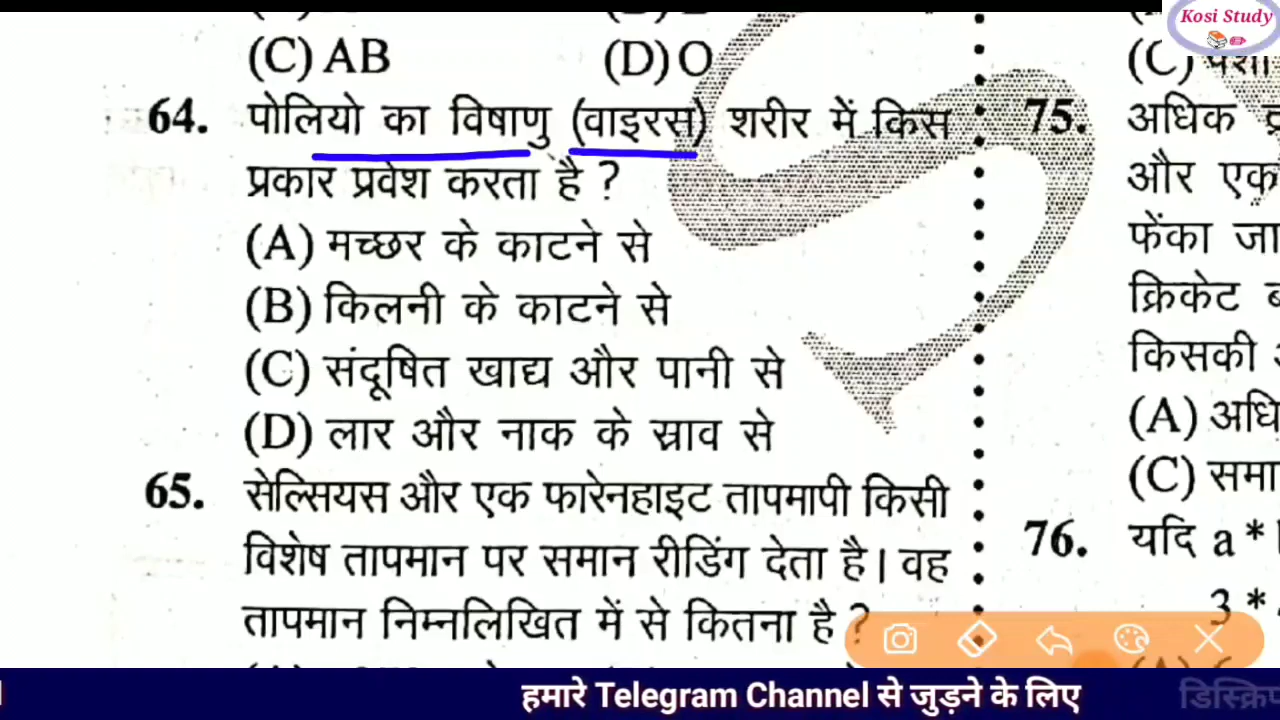 Kosi Study
(C) AB
(D) O
64. पोलियो का विषाणु (वाइरस) शरीर में किस
प्रकार प्रवेश करता है ?
(A) मच्छर के काटने से
(B) किलनी के काटने से
(C) संदूषित खाद्य और पानी से
(D) लार और नाक के स्राव से
65. सेल्सियस और एक फारेनहाइट तापमापी किसी
विशेष तापमान पर समान रीडिंग देता है। वह
तापमान निम्नलिखित में से कितना है ?
(C)
75. अधिक
और एक
फेंका जा
क्रिकेट
किसकी
(A) अधि
(C) समा
76. यदि a *
3 *
हमारे Telegram Channel से जुड़ने के लिए